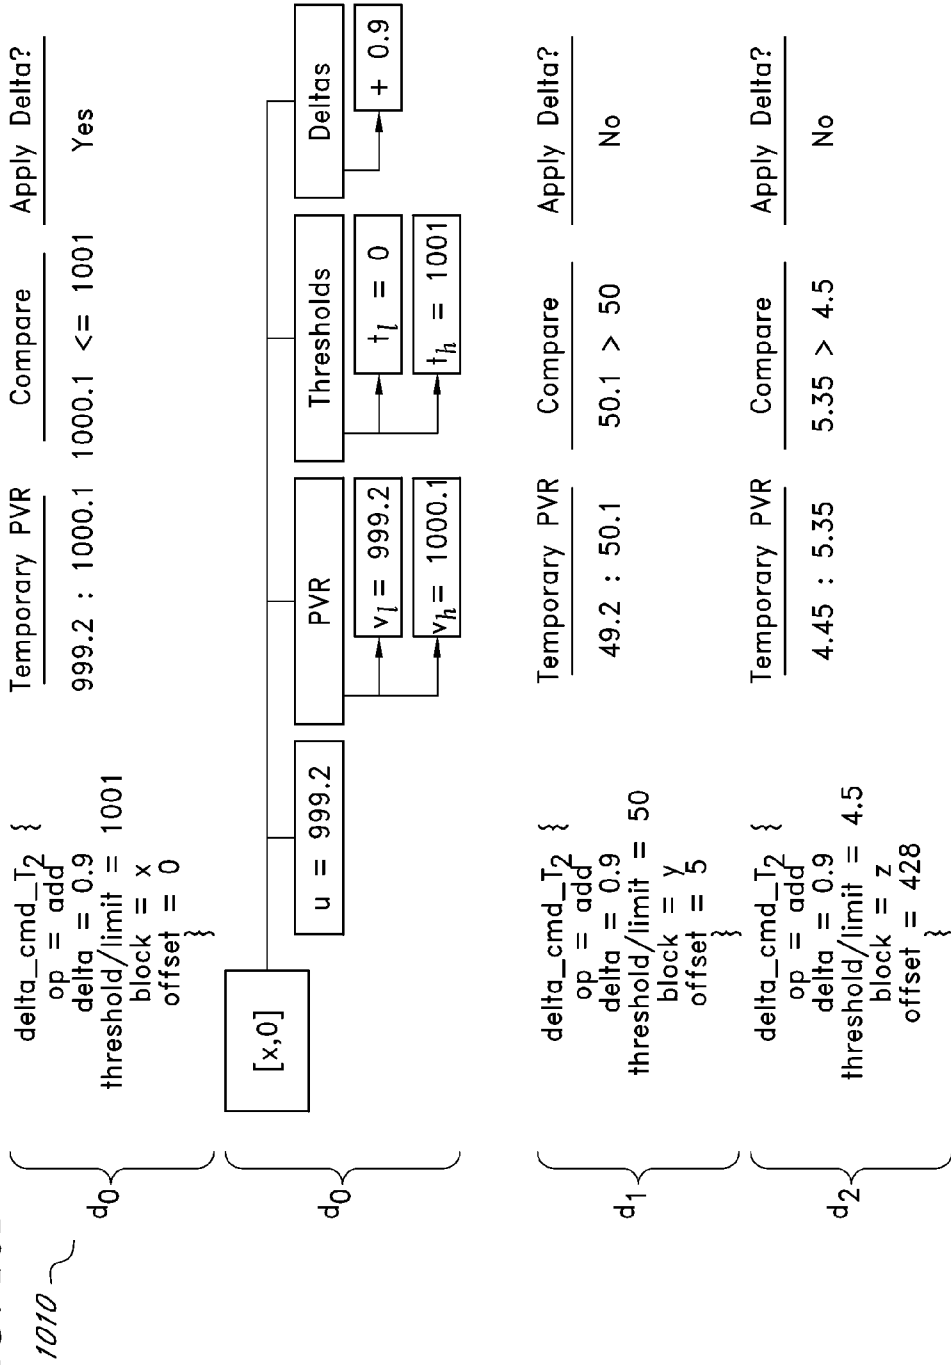 1010
d0
delta_cmd_T2 {
op = add
delta = 0.9
threshold/limit = 1001
block = x
offset = 0
}
Temporary PVR
999.2 : 1000.1
Compare
1000.1 <= 1001
Apply Delta?
Yes
d0
[x,0]
u = 999.2
PVR
vl = 999.2
vh = 1000.1
Thresholds
tl = 0
th = 1001
Deltas
+ 0.9
d1
delta_cmd_T2 {
op = add
delta = 0.9
threshold/limit = 50
block = y
offset = 5
}
Temporary PVR
49.2 : 50.1
Compare
50.1 > 50
Apply Delta?
No
d2
delta_cmd_T2 {
op = add
delta = 0.9
threshold/limit = 4.5
block = z
offset = 428
}
Temporary PVR
4.45 : 5.35
Compare
5.35 > 4.5
Apply Delta?
No